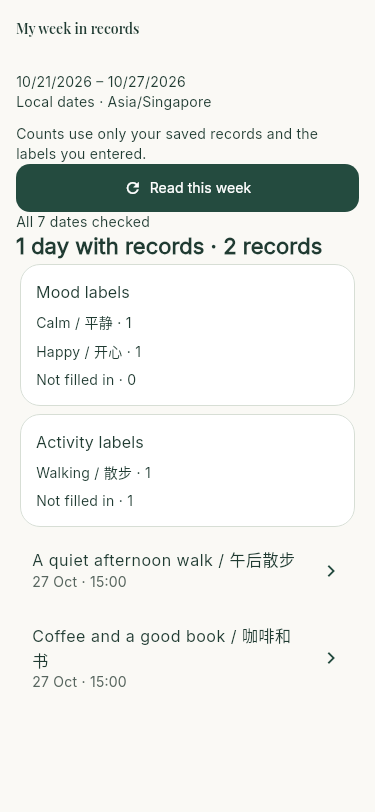 My week in records
10/21/2026 – 10/27/2026
Local dates · Asia/Singapore
Counts use only your saved records and the
labels you entered.
Read this week
All 7 dates checked
1 day with records · 2 records
Mood labels
Calm / 平静 · 1
Happy / 开心 · 1
Not filled in · 0
Activity labels
Walking / 散步 · 1
Not filled in · 1
A quiet afternoon walk / 午后散步
27 Oct · 15:00
Coffee and a good book / 咖啡和
书
27 Oct · 15:00